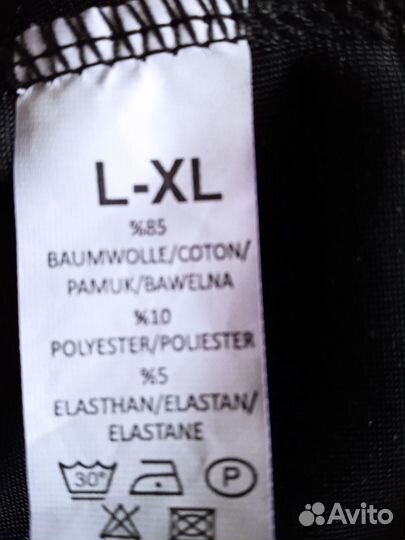 L-XL
%85
BAUMWOLLE/COTON/
PAMUK/BAWELNA
%10
POLYESTER/POLIESTER
%5
ELASTHAN/ELASTAN/
ELASTANE
30° P
Avito